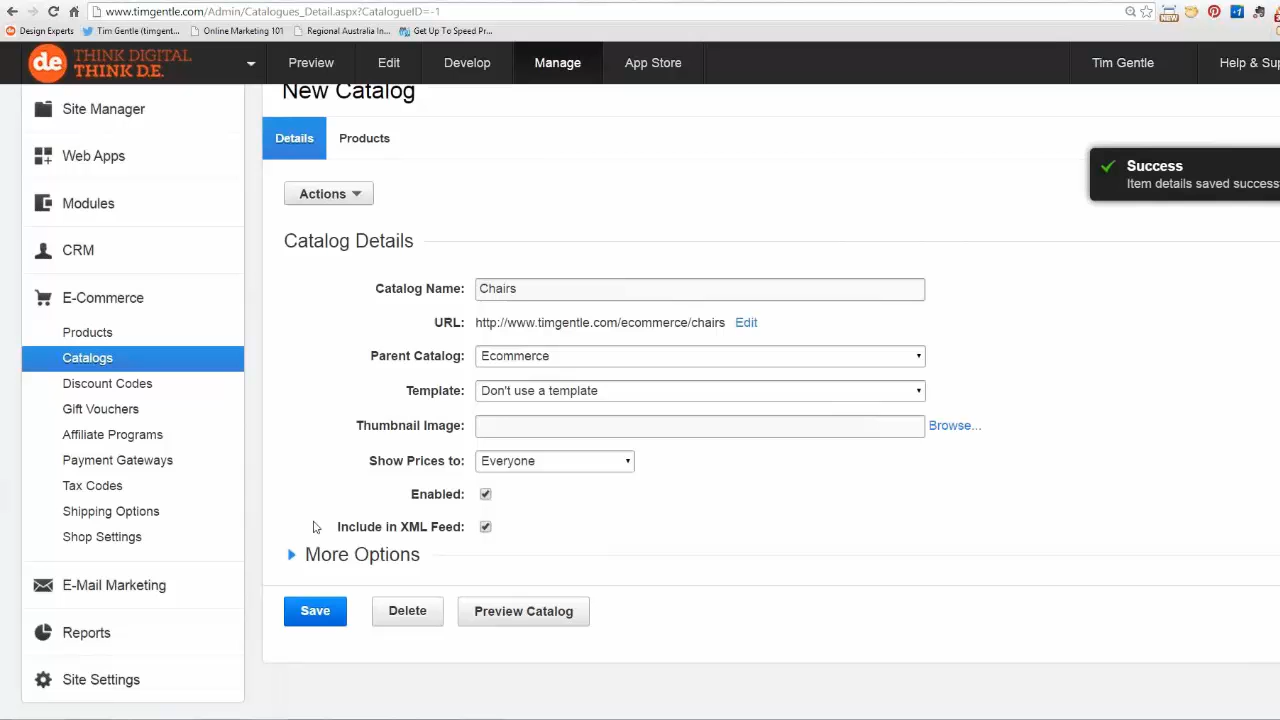 www.timgentle.com/Admin/Catalogues_Detail.aspx?CatalogueID=-1
NEW
+1
Design Experts
Tim Gentle (timgent...
Online Marketing 101
Regional Australia In...
Get Up To Speed Pr...
d.e
THINK DIGITAL
THINK D.E.
Preview
Edit
Develop
Manage
App Store
Tim Gentle
Help & Sup
Site Manager
Web Apps
Modules
CRM
E-Commerce
Products
Catalogs
Discount Codes
Gift Vouchers
Affiliate Programs
Payment Gateways
Tax Codes
Shipping Options
Shop Settings
E-Mail Marketing
Reports
Site Settings
New Catalog
Details
Products
Success
Item details saved success
Actions
Catalog Details
Catalog Name: Chairs
URL: http://www.timgentle.com/ecommerce/chairs Edit
Parent Catalog: Ecommerce
Template: Don't use a template
Thumbnail Image: Browse...
Show Prices to: Everyone
Enabled:
Include in XML Feed:
More Options
Save
Delete
Preview Catalog